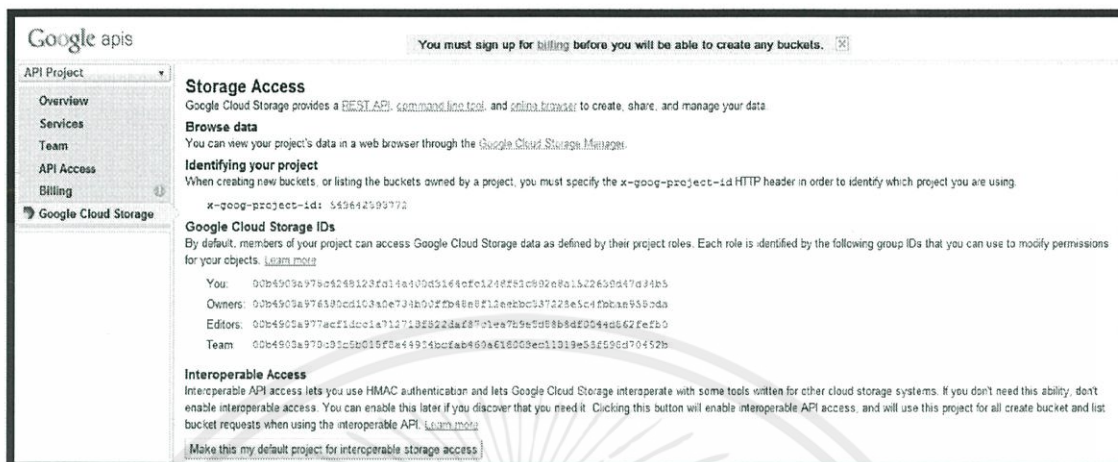 Google apis
You must sign up for billing before you will be able to create any buckets.
API Project
Overview
Services
Team
API Access
Billing
Google Cloud Storage
Storage Access
Google Cloud Storage provides a REST API, command line tool, and online browser to create, share, and manage your data.
Browse data
You can view your project's data in a web browser through the Google Cloud Storage Manager.
Identifying your project
When creating new buckets, or listing the buckets owned by a project, you must specify the x-goog-project-id HTTP header in order to identify which project you are using.
x-goog-project-id:
Google Cloud Storage IDs
By default, members of your project can access Google Cloud Storage data as defined by their project roles. Each role is identified by the following group IDs that you can use to modify permissions
for your objects. Learn more
You:
Owners:
Editors:
Team
Interoperable Access
Interoperable API access lets you use HMAC authentication and lets Google Cloud Storage interoperate with some tools written for other cloud storage systems. If you don't need this ability, don't
enable interoperable access. You can enable this later if you discover that you need it. Clicking this button will enable interoperable API access, and will use this project for all create bucket and list
bucket requests when using the interoperable API. Learn more
Make this my default project for interoperable storage access